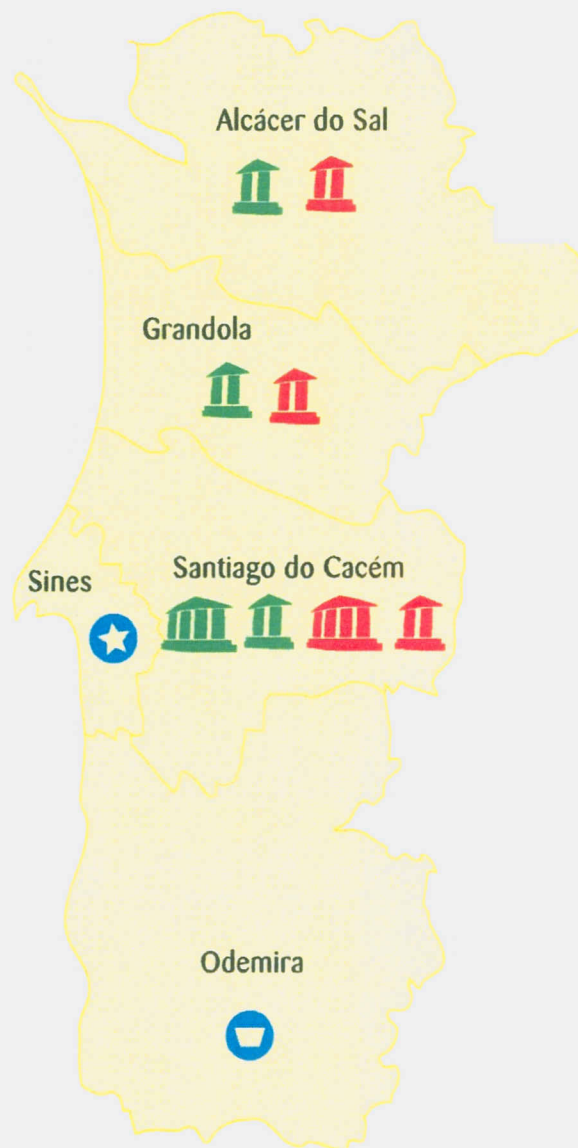 Alcácer do Sal
Grandola
Sines
Santiago do Cacém
Odemira